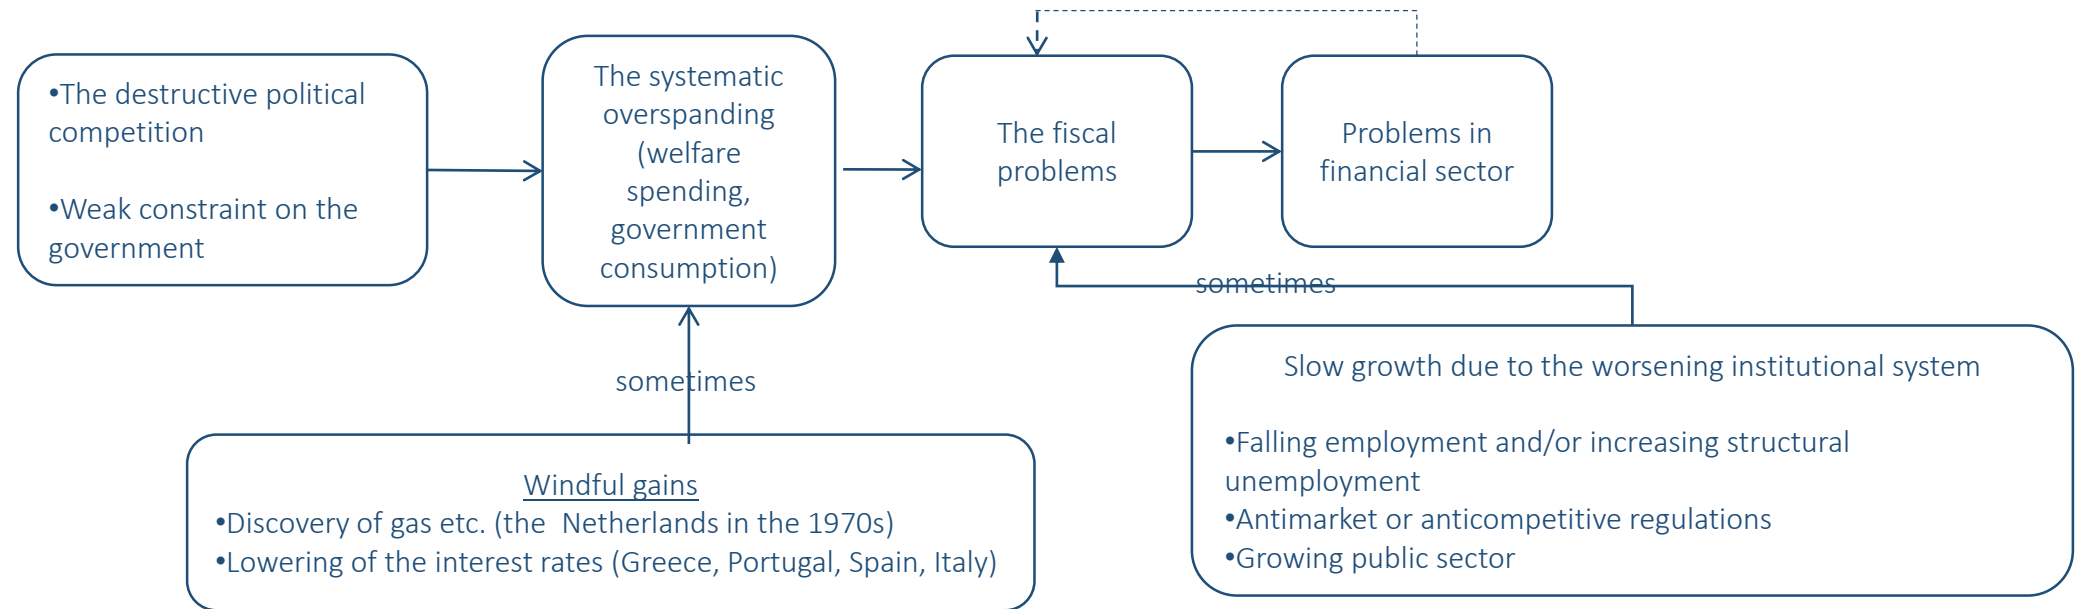 •The destructive political
competition
•Weak constraint on the
government
The systematic
overspanding
(welfare
spending,
government
consumption)
The fiscal
problems
Problems in
financial sector
sometimes
sometimes
Windful gains
•Discovery of gas etc. (the  Netherlands in the 1970s)
•Lowering of the interest rates (Greece, Portugal, Spain, Italy)
Slow growth due to the worsening institutional system
•Falling employment and/or increasing structural
unemployment
•Antimarket or anticompetitive regulations
•Growing public sector